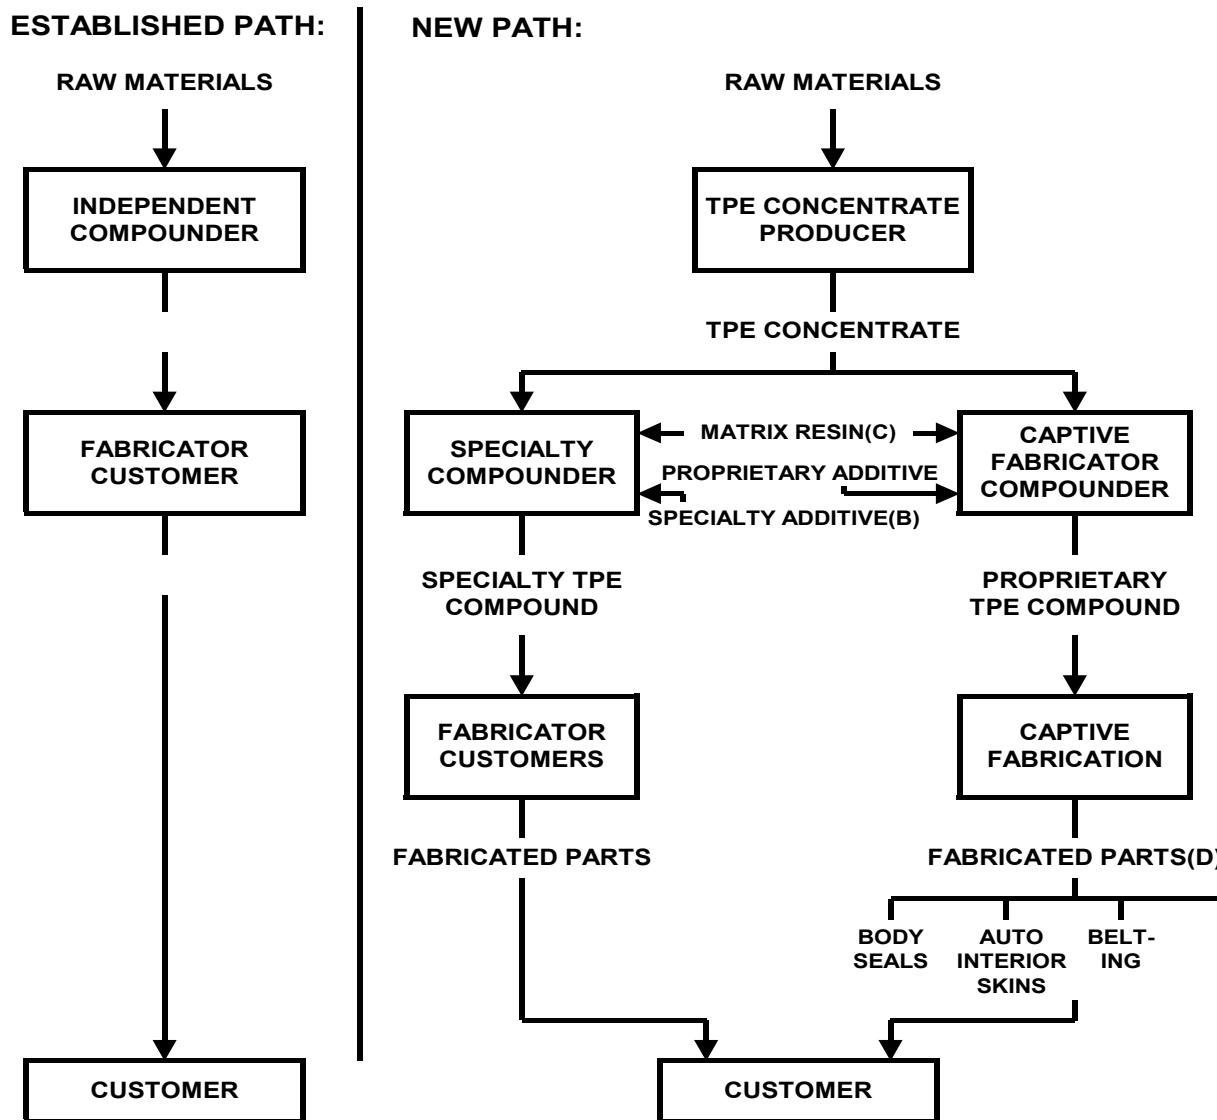 ESTABLISHED PATH:
RAW MATERIALS
INDEPENDENT
COMPOUNDER
FABRICATOR
CUSTOMER
CUSTOMER
NEW PATH:
RAW MATERIALS
TPE CONCENTRATE
PRODUCER
TPE CONCENTRATE
SPECIALTY
COMPOUNDER
MATRIX RESIN(C)
PROPRIETARY ADDITIVE
SPECIALTY ADDITIVE(B)
CAPTIVE
FABRICATOR
COMPOUNDER
SPECIALTY TPE
COMPOUND
PROPRIETARY
TPE COMPOUND
FABRICATOR
CUSTOMERS
CAPTIVE
FABRICATION
FABRICATED PARTS
FABRICATED PARTS(D)
BODY
SEALS
AUTO
INTERIOR
SKINS
BELT-
ING
CUSTOMER